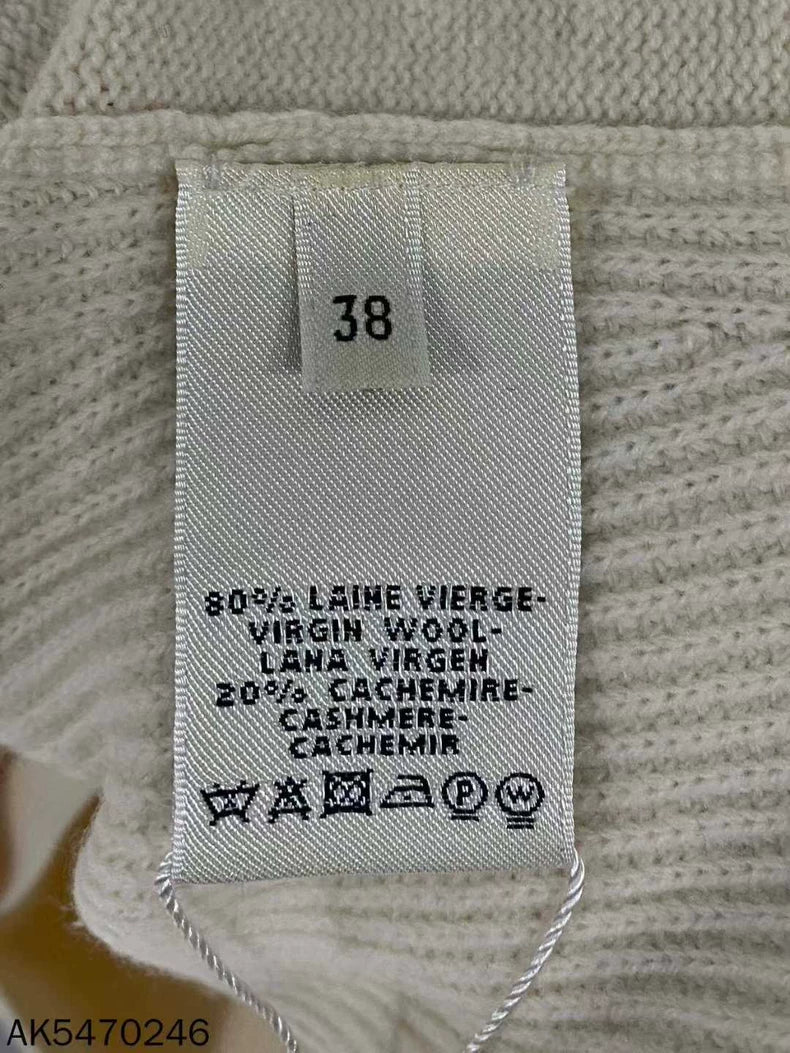 38
80% LAINE VIERGE-
VIRGIN WOOL-
LANA VIRGEN
20% CACHEMIRE-
CASHMERE-
CACHEMIR
P W
AK5470246